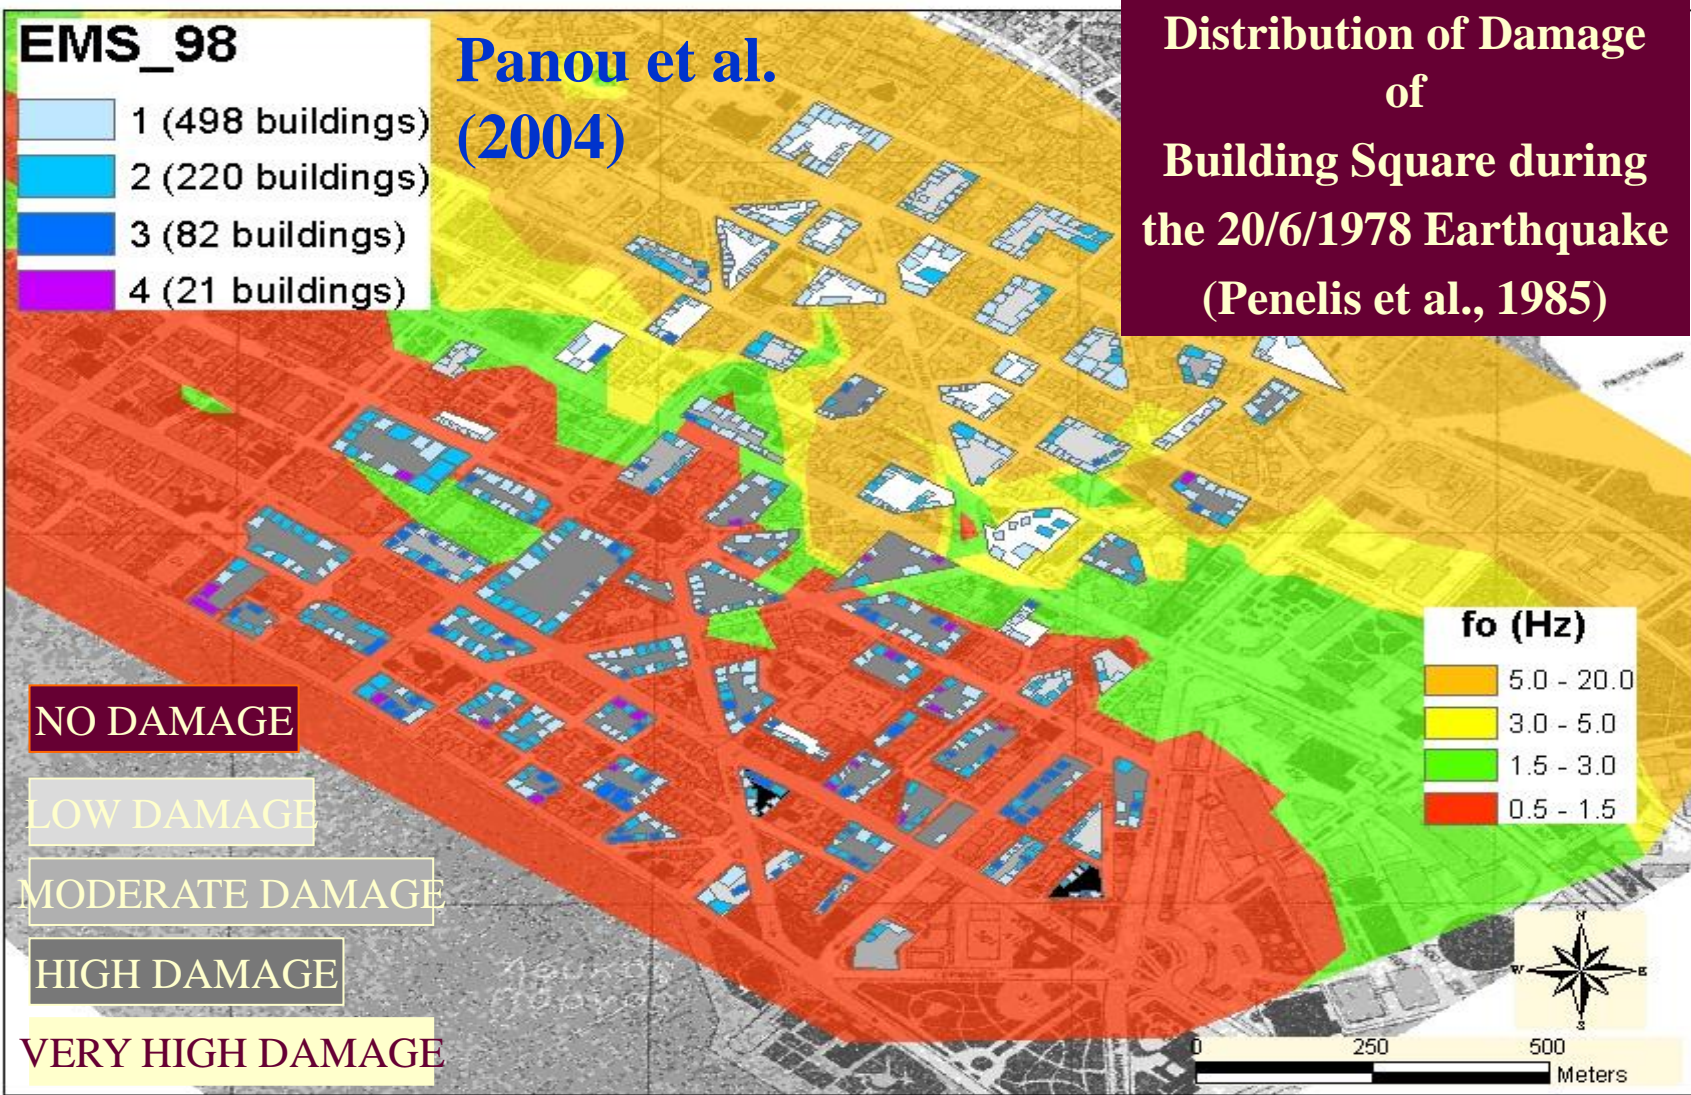 EMS_98
1 (498 buildings)
2 (220 buildings)
3 (82 buildings)
4 (21 buildings)
Panou et al.
(2004)
Distribution of Damage
of
Building Square during
the 20/6/1978 Earthquake
(Penelis et al., 1985)
fo (Hz)
5.0 - 20.0
3.0 - 5.0
1.5 - 3.0
0.5 - 1.5
NO DAMAGE
LOW DAMAGE
MODERATE DAMAGE
HIGH DAMAGE
VERY HIGH DAMAGE
N
W E
S
0 250 500
Meters